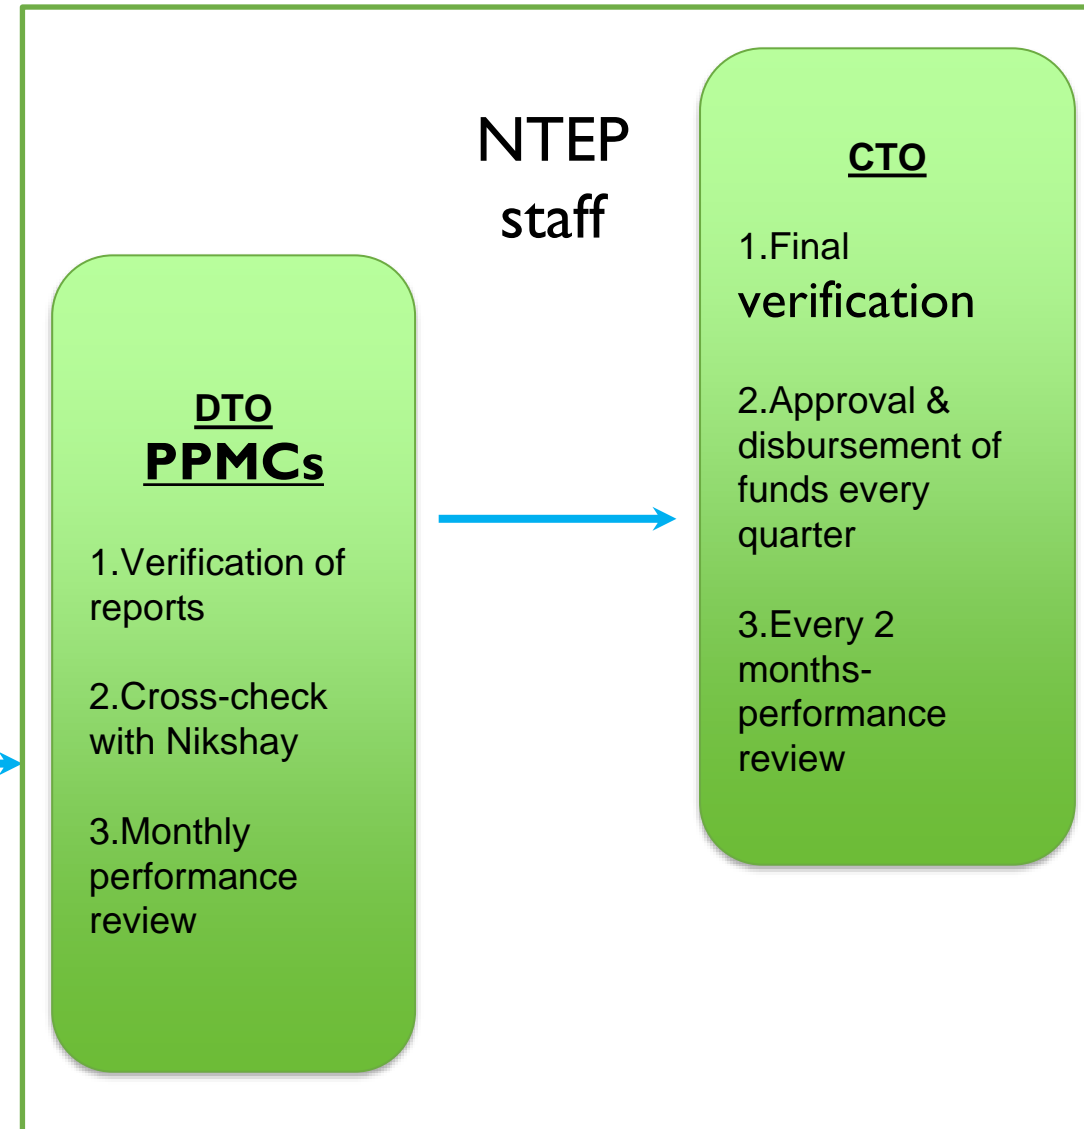 NTEP
staff
DTO
PPMCs
1.Verification of
reports
2.Cross-check
with Nikshay
3.Monthly
performance
review
CTO
1.Final
verification
2.Approval &
disbursement of
funds every
quarter
3.Every 2
months-
performance
review